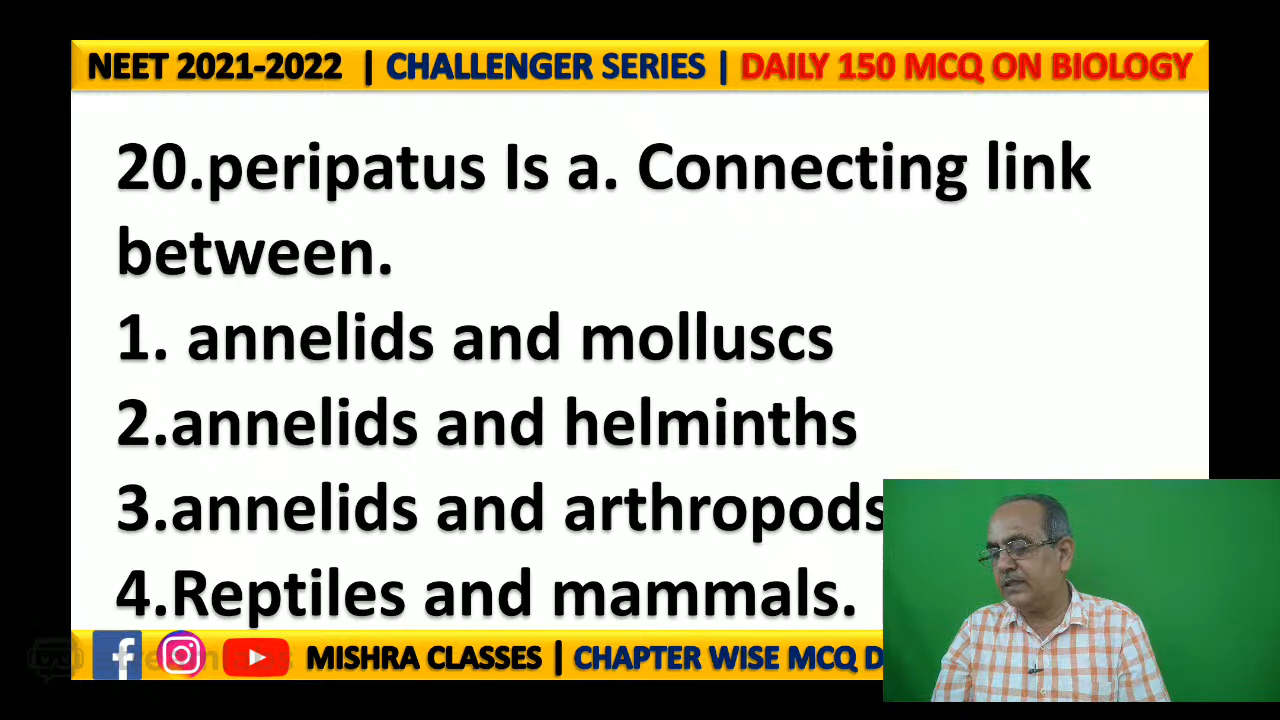 NEET 2021-2022 | CHALLENGER SERIES | DAILY 150 MCQ ON BIOLOGY
20.peripatus Is a. Connecting link
between.
1. annelids and molluscs
2.annelids and helminths
3.annelids and arthropods
4.Reptiles and mammals.
MISHRA CLASSES | CHAPTER WISE MCQ D